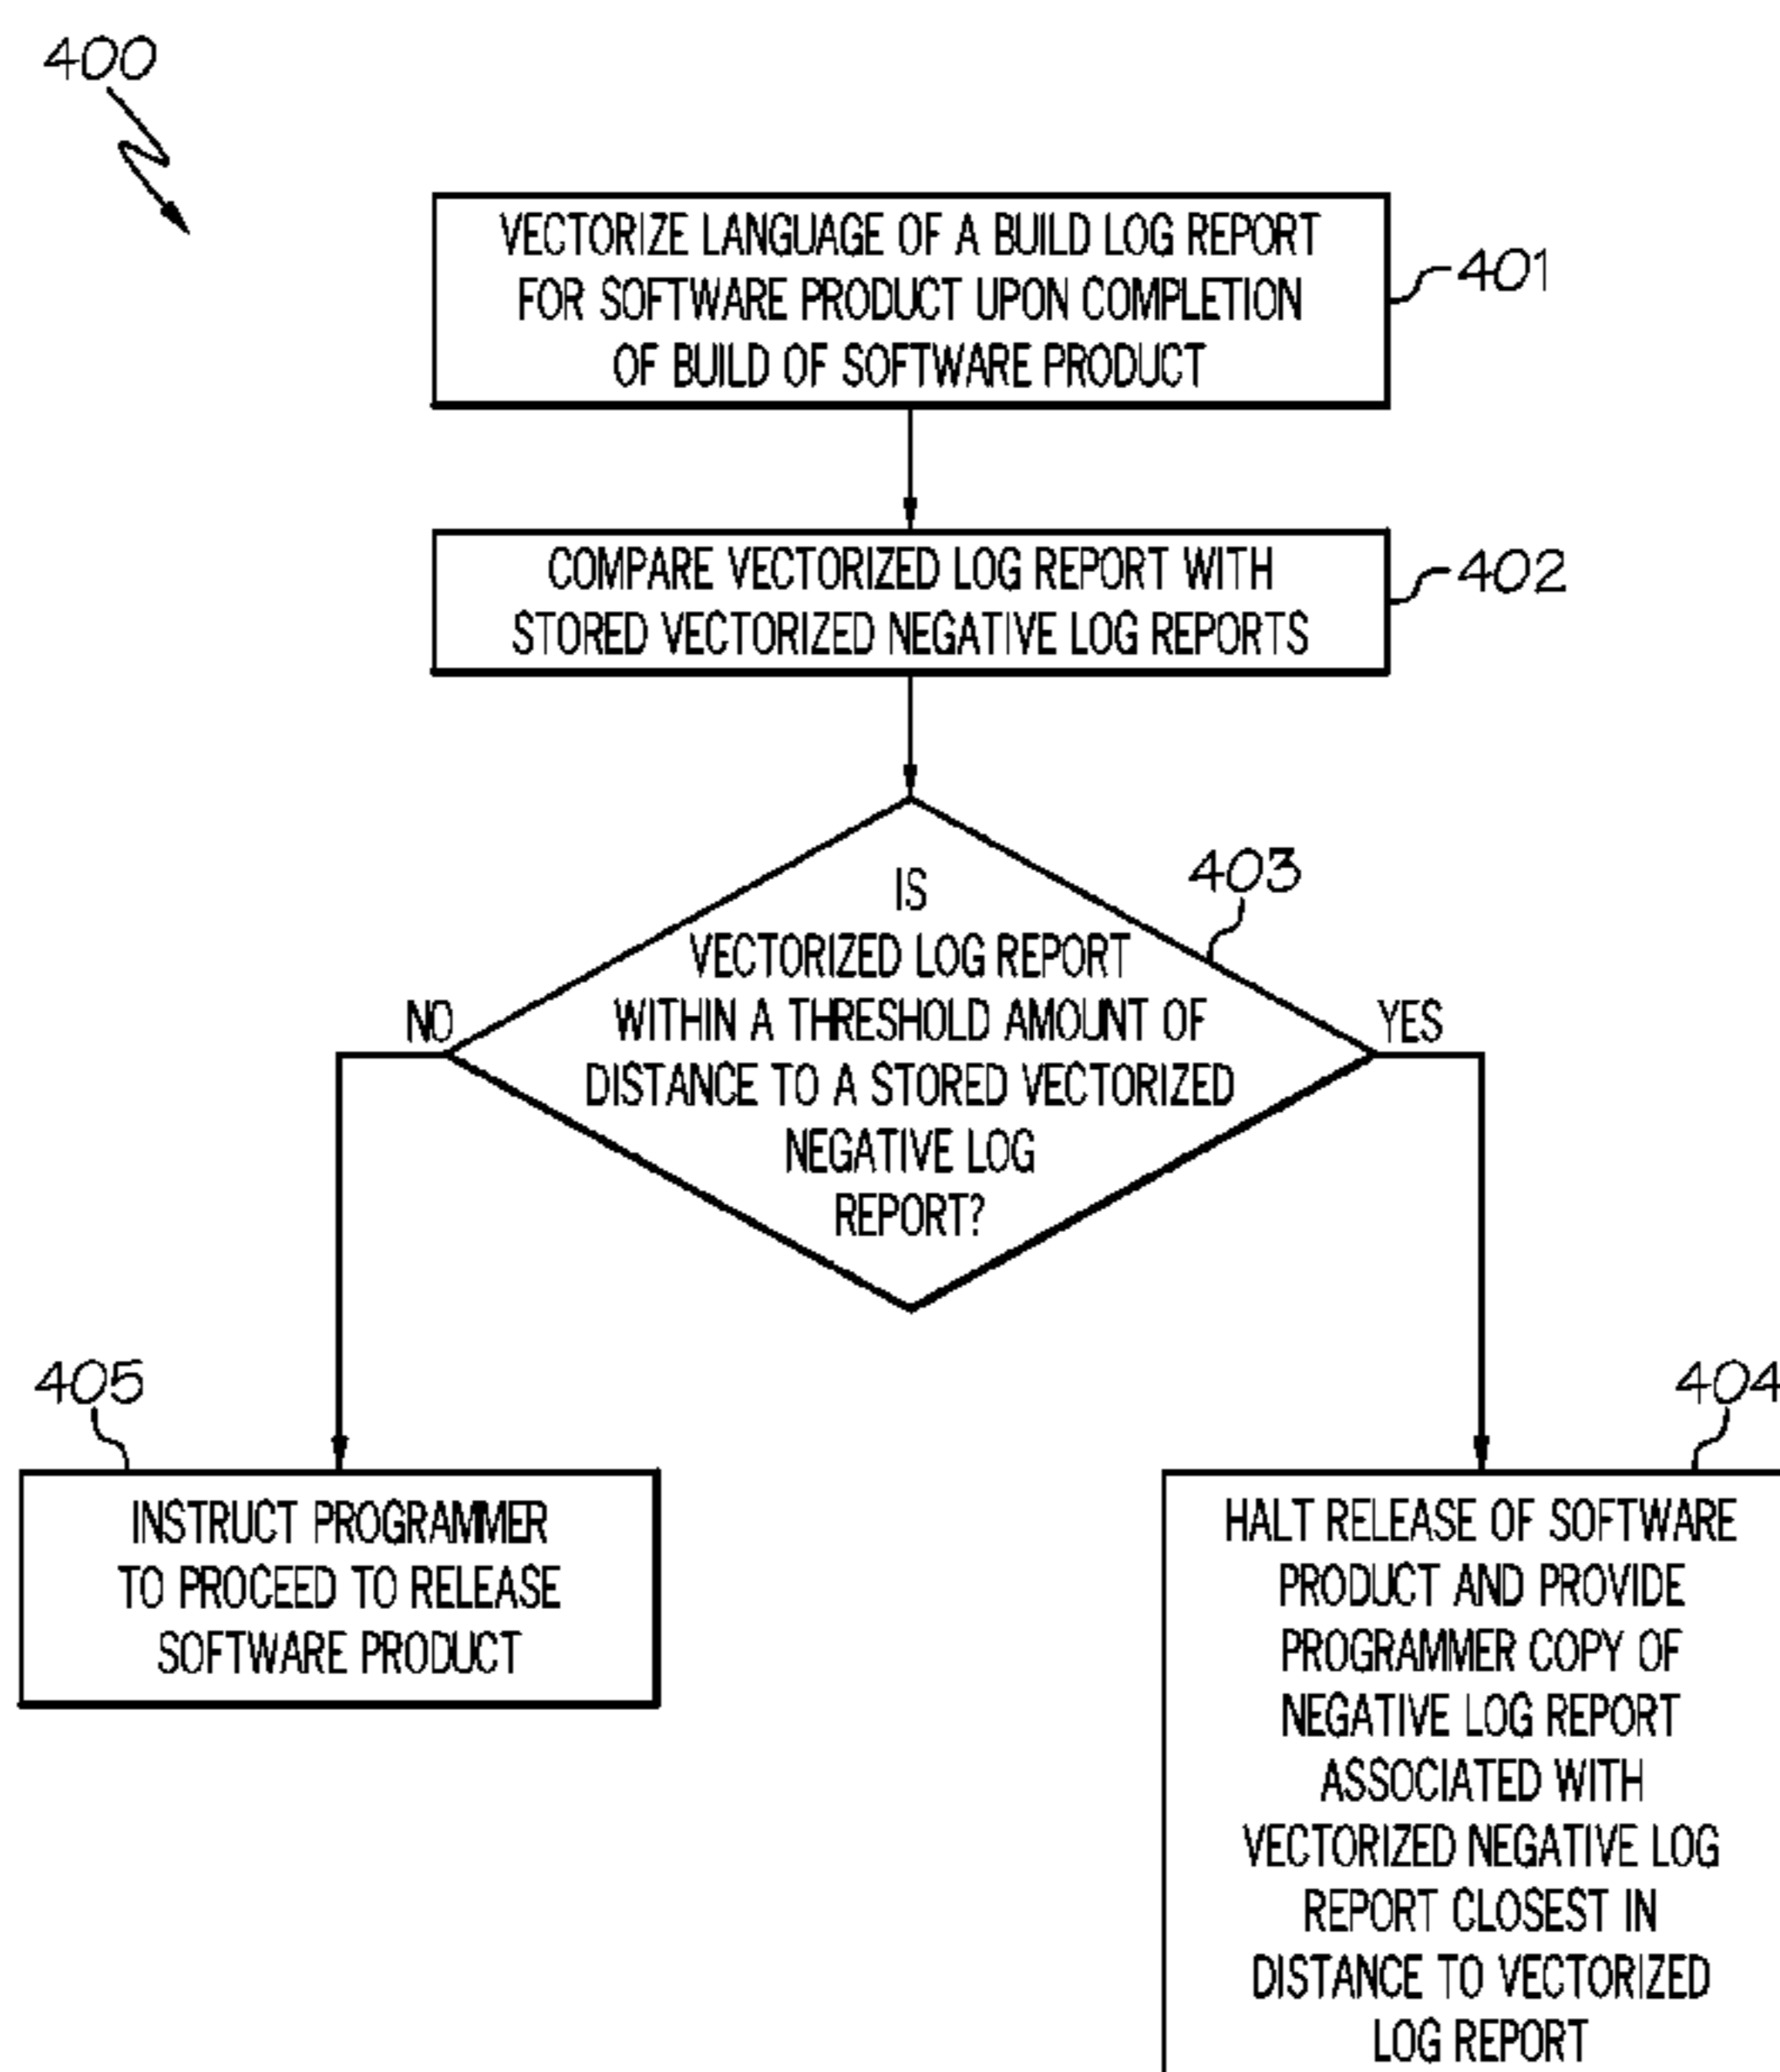 400
VECTORIZE LANGUAGE OF A BUILD LOG REPORT
FOR SOFTWARE PRODUCT UPON COMPLETION
OF BUILD OF SOFTWARE PRODUCT
401
COMPARE VECTORIZED LOG REPORT WITH
STORED VECTORIZED NEGATIVE LOG REPORTS
402
IS
VECTORIZED LOG REPORT
WITHIN A THRESHOLD AMOUNT OF
DISTANCE TO A STORED VECTORIZED
NEGATIVE LOG
REPORT?
403
NO
YES
405
INSTRUCT PROGRAMMER
TO PROCEED TO RELEASE
SOFTWARE PRODUCT
404
HALT RELEASE OF SOFTWARE
PRODUCT AND PROVIDE
PROGRAMMER COPY OF
NEGATIVE LOG REPORT
ASSOCIATED WITH
VECTORIZED NEGATIVE LOG
REPORT CLOSEST IN
DISTANCE TO VECTORIZED
LOG REPORT